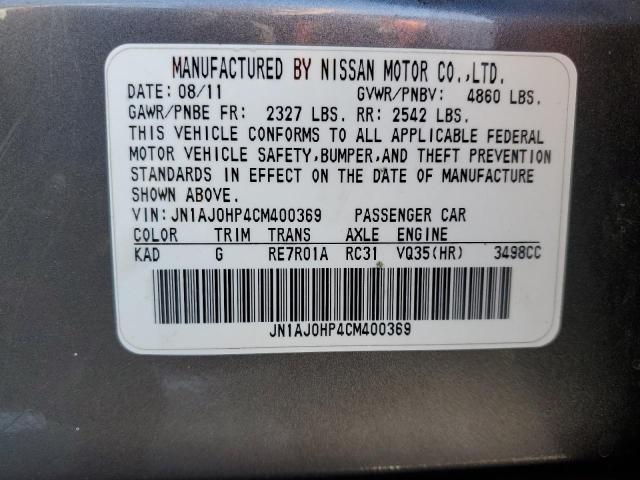 MANUFACTURED BY NISSAN MOTOR CO.,LTD.
DATE: 08/11 GVWR/PNBV: 4860 LBS.
GAWR/PNBE FR: 2327 LBS. RR: 2542 LBS.
THIS VEHICLE CONFORMS TO ALL APPLICABLE FEDERAL
MOTOR VEHICLE SAFETY,BUMPER,AND THEFT PREVENTION
STANDARDS IN EFFECT ON THE DATE OF MANUFACTURE
SHOWN ABOVE.
VIN: JN1AJ0HP4CM400369 PASSENGER CAR
COLOR TRIM TRANS AXLE ENGINE
KAD G RE7R01A RC31 VQ35(HR) 3498CC
JN1AJ0HP4CM400369